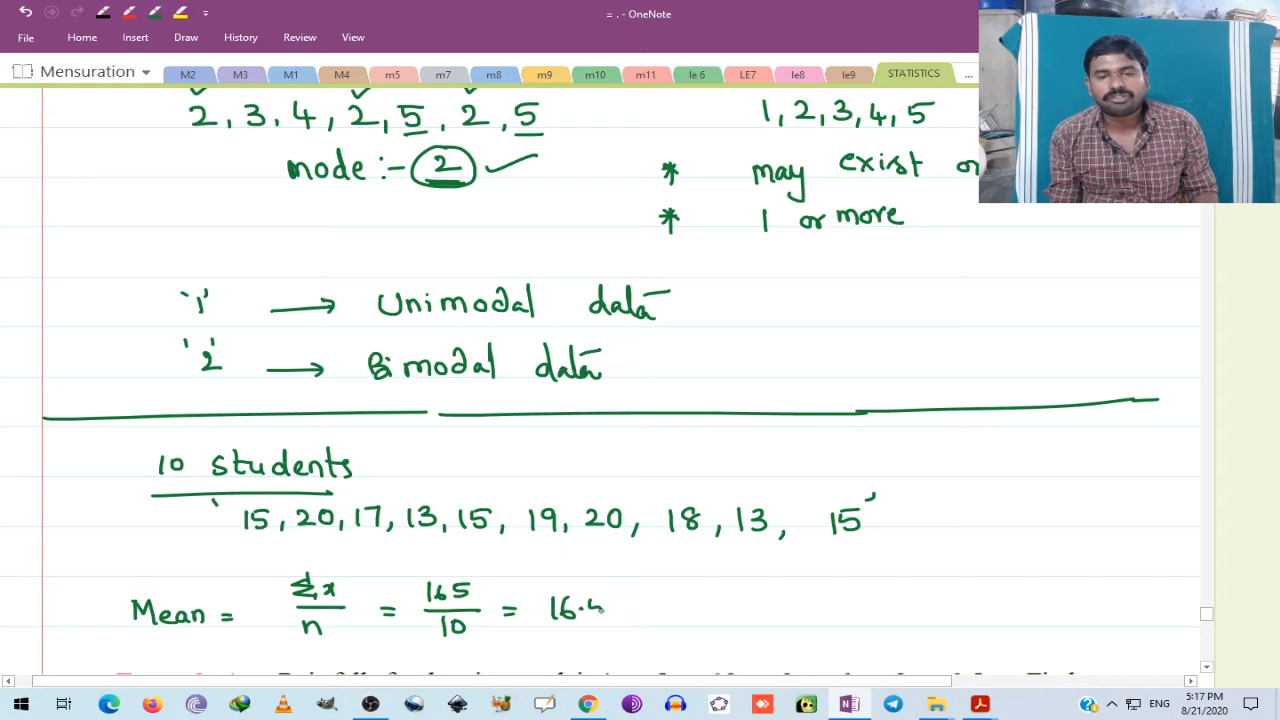 = , - OneNote
File Home Insert Draw History Review View
Mensuration M2 M3 M1 M4 m5 m7 m8 m9 m10 m11 le 6 LE7 le8 le9 STATISTICS ...
2, 3, 4, 2, 5, 2, 5
1, 2, 3, 4, 5
mode :- 2
* may exist or
* 1 or more
'1' → Unimodal data
'2' → Bimodal data
10 students
15, 20, 17, 13, 15, 19, 20, 18, 13, 15
Mean = Σx/n = 165/10 = 16.
ENG
5:17 PM
8/21/2020